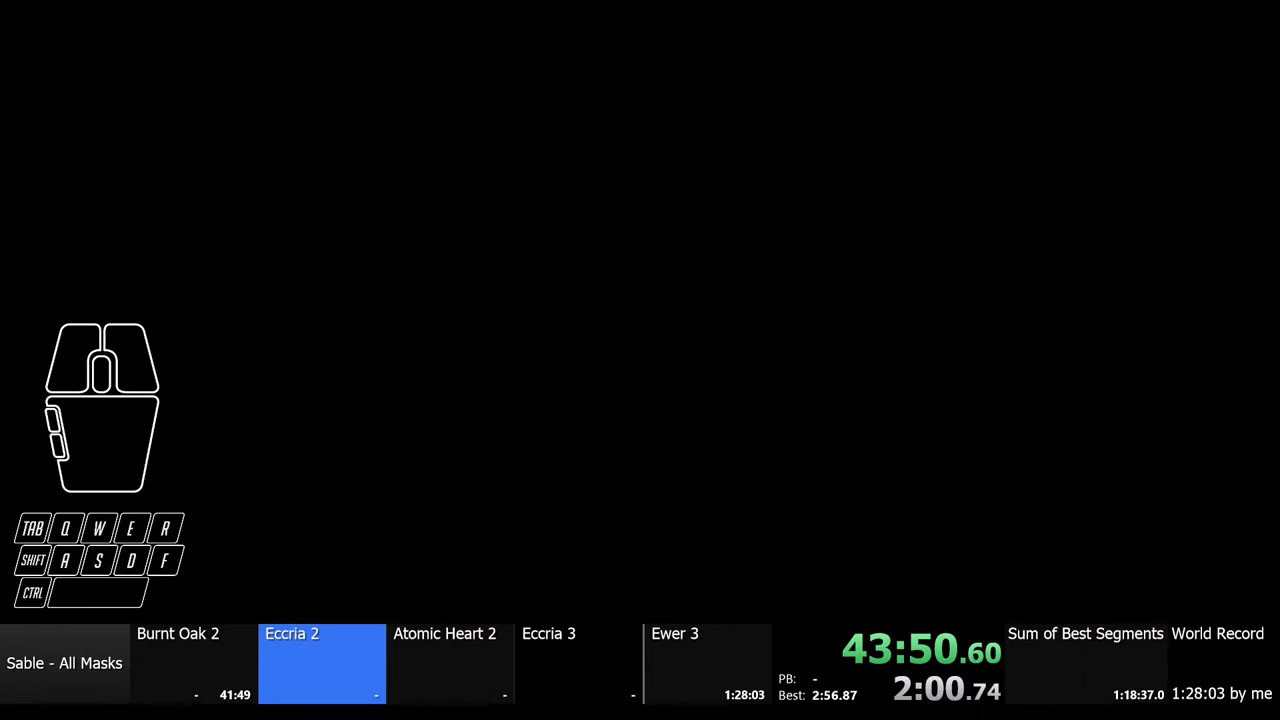 TAB Q W E R
SHIFT A S D F
CTRL
Sable - All Masks
Burnt Oak 2
- 41:49
Eccria 2
-
Atomic Heart 2
-
Eccria 3
-
Ewer 3
1:28:03
43:50.60
PB: -
Best: 2:56.87
2:00.74
Sum of Best Segments
1:18:37.0
World Record
1:28:03 by me